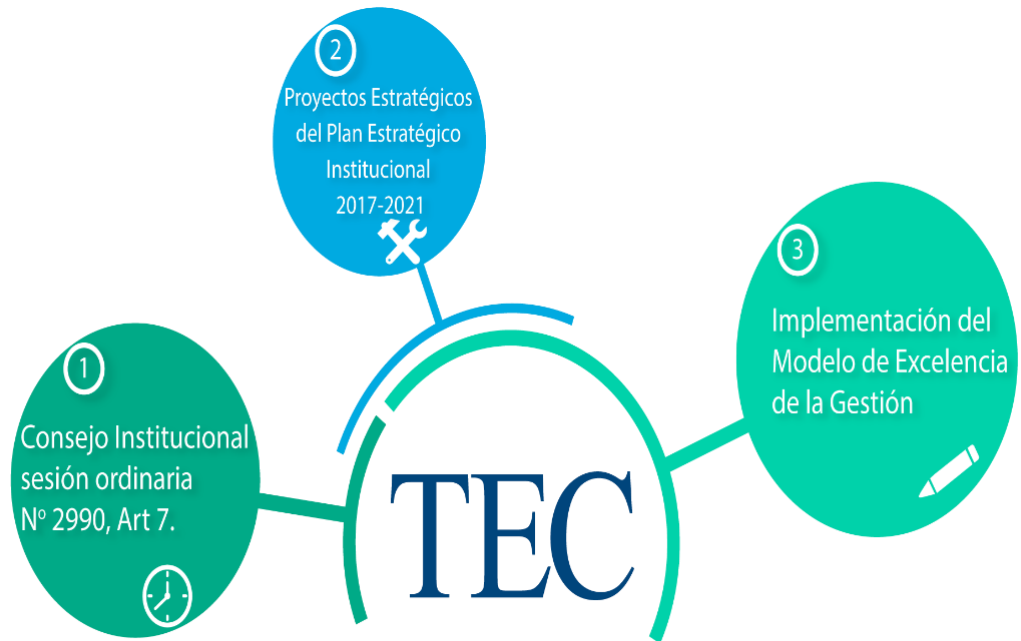 1
Consejo Institucional
sesión ordinaria
Nº 2990, Art 7.
2
Proyectos Estratégicos
del Plan Estratégico
Institucional
2017-2021
3
Implementación del
Modelo de Excelencia
de la Gestión
TEC